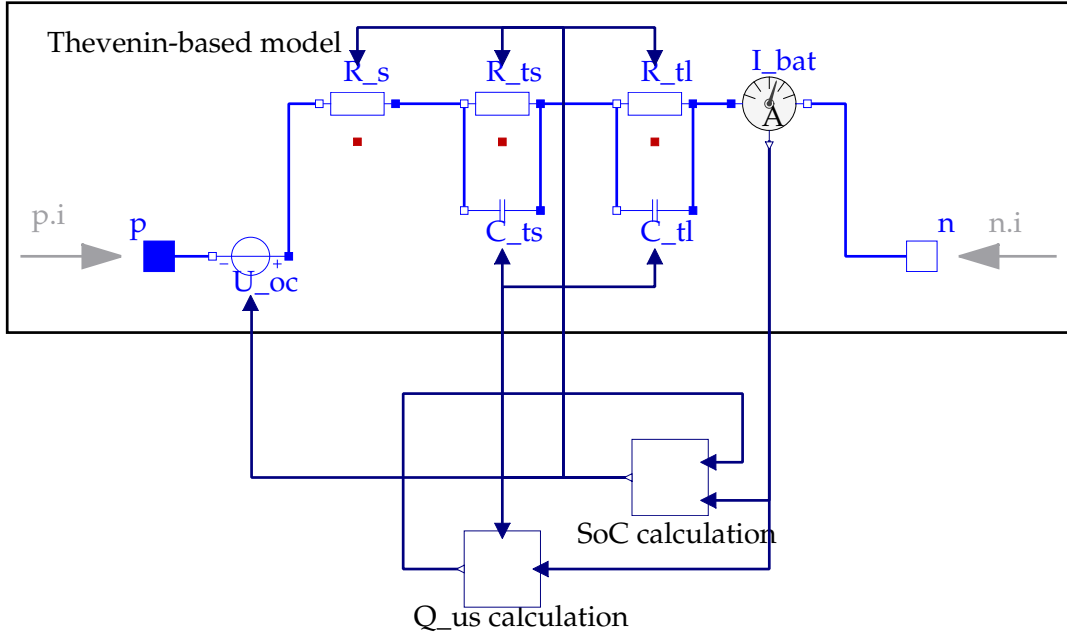 Thevenin-based model
R_s
R_ts
R_tl
I_bat
A
p.i
p
- +
U_oc
C_ts
C_tl
n
n.i
SoC calculation
Q_us calculation